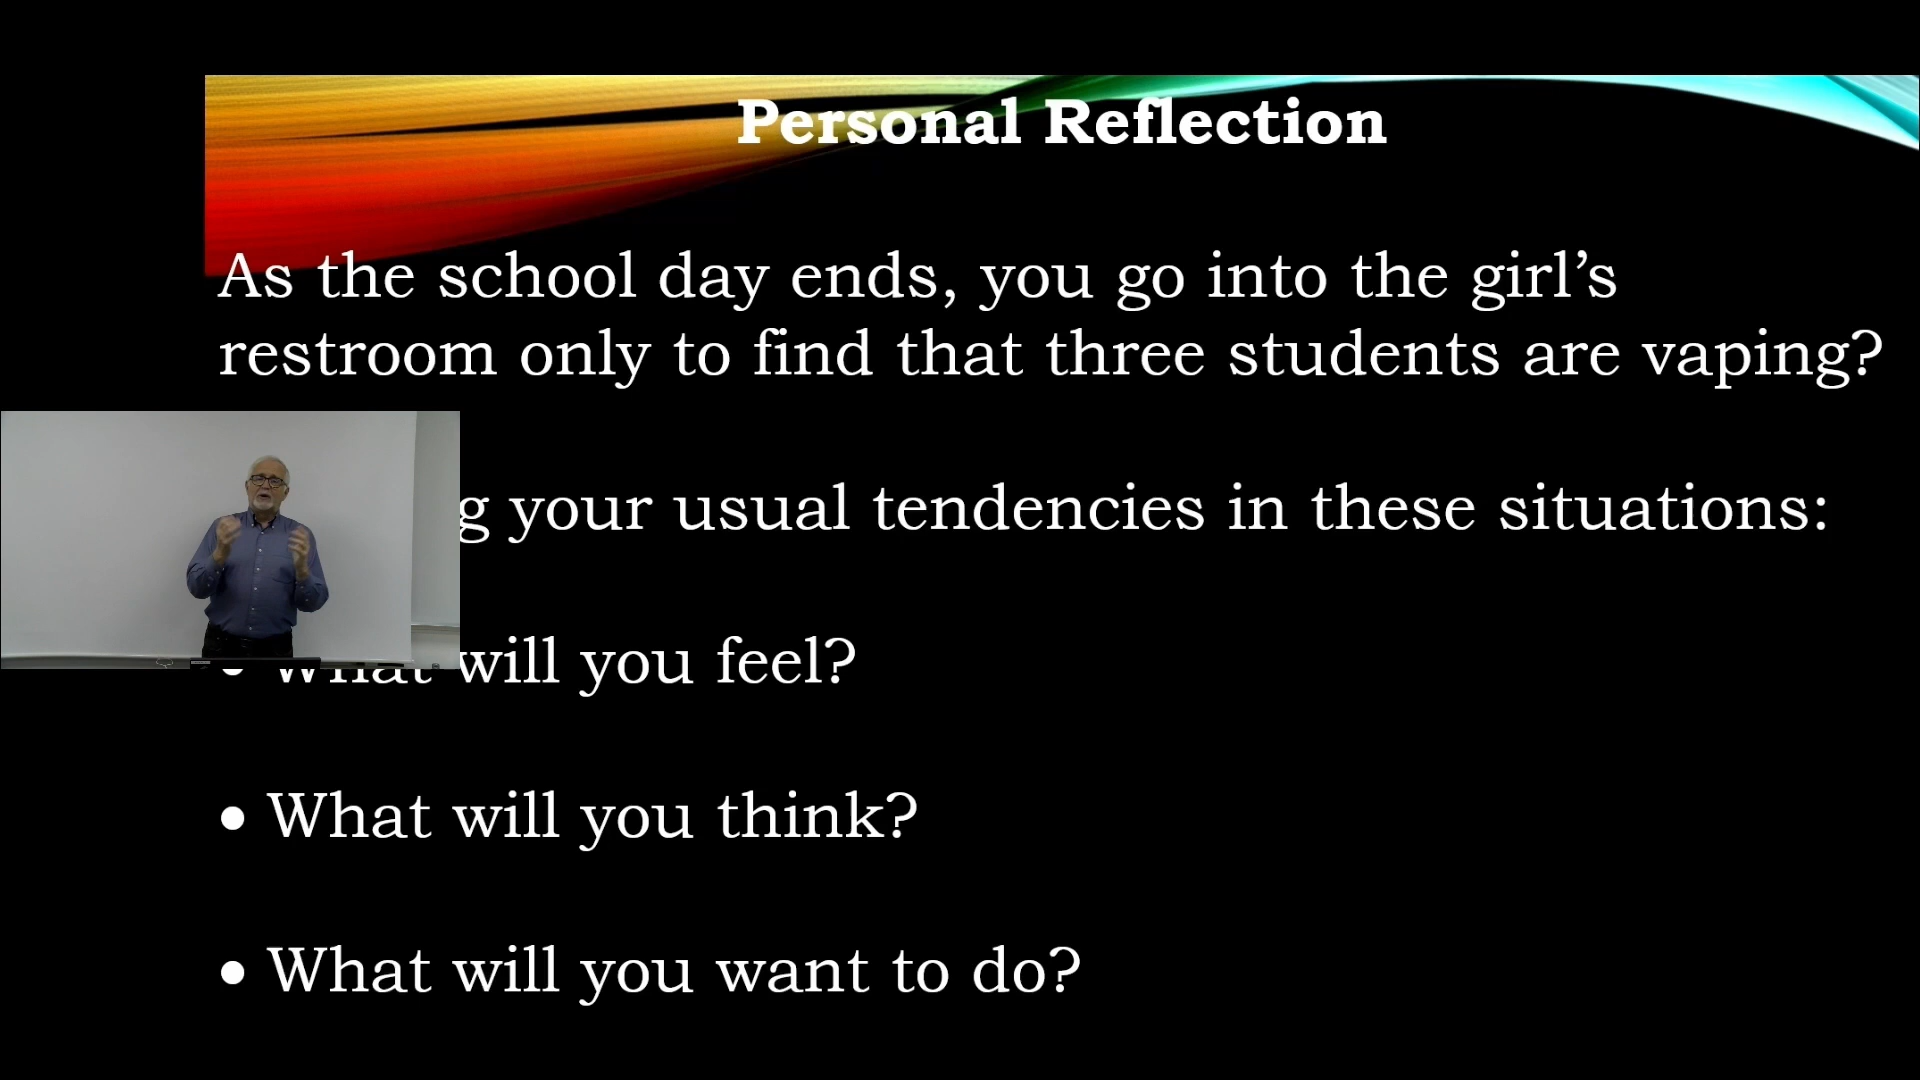 Personal Reflection
As the school day ends, you go into the girl’s
restroom only to find that three students are vaping?
your usual tendencies in these situations:
• What will you feel?
• What will you think?
• What will you want to do?